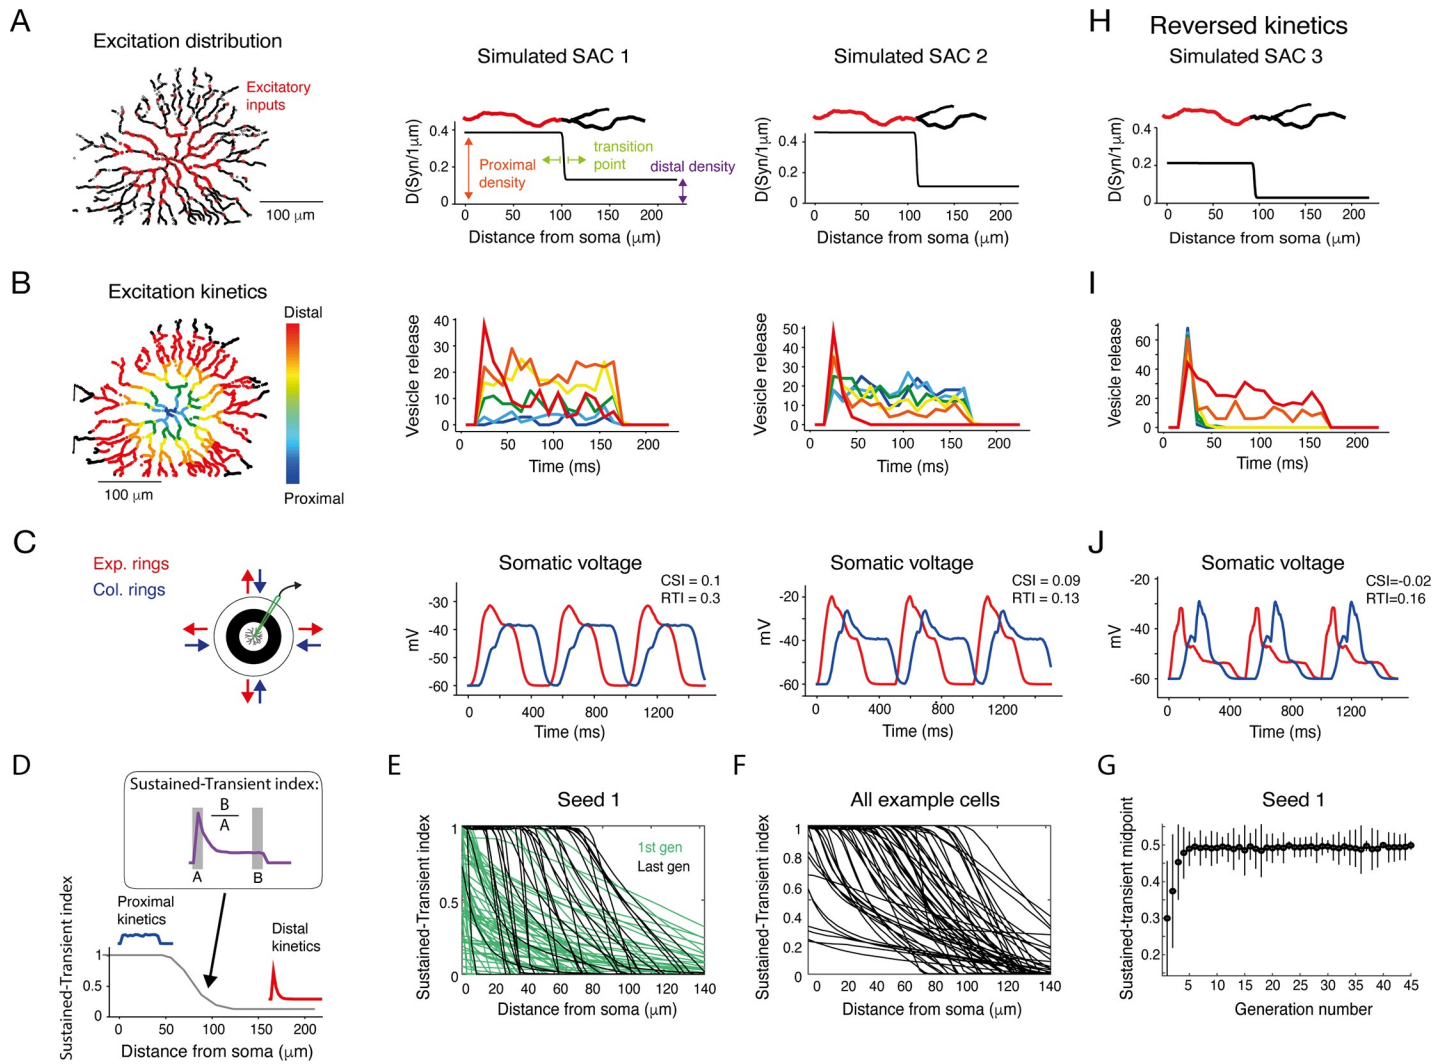 A
Excitation distribution
Excitatory
inputs
100 μm
Simulated SAC 1
D(Syn/1μm)
0.4
0.2
0
Proximal
density
transition
point
distal density
0 50 100 150 200
Distance from soma (μm)
Simulated SAC 2
D(Syn/1μm)
0.4
0.2
0
0 50 100 150 200
Distance from soma (μm)
H
Reversed kinetics
Simulated SAC 3
D(Syn/1μm)
0.4
0.2
0
0 50 100 150 200
Distance from soma (μm)
B
Excitation kinetics
Distal
Proximal
100 μm
Vesicle release
40
30
20
10
0
0 50 100 150 200
Time (ms)
Vesicle release
50
40
30
20
10
0
0 50 100 150 200
Time (ms)
I
Vesicle release
60
40
20
0
0 50 100 150 200
Time (ms)
C
Exp. rings
Col. rings
Somatic voltage
CSI = 0.1
RTI = 0.3
mV
-30
-40
-50
-60
0 400 800 1200
Time (ms)
Somatic voltage
CSI = 0.09
RTI = 0.13
mV
-20
-40
-60
0 400 800 1200
Time (ms)
J
Somatic voltage
CSI=-0.02
RTI=0.16
mV
-20
-40
-60
0 400 800 1200
Time (ms)
D
Sustained-Transient index:
B
A
A B
Proximal
kinetics
Distal
kinetics
Sustained-Transient index
1
0.5
0
0 50 100 150 200
Distance from soma (μm)
E
Seed 1
1st gen
Last gen
Sustained-Transient index
1
0.5
0
0 20 40 60 80 100 140
Distance from soma (μm)
F
All example cells
Sustained-Transient index
1
0.8
0.6
0.4
0.2
0
0 20 40 60 80 100 140
Distance from soma (μm)
G
Seed 1
Sustained-transient midpoint
0.5
0.4
0.3
0.2
5 10 15 20 25 30 35 40 45
Generation number